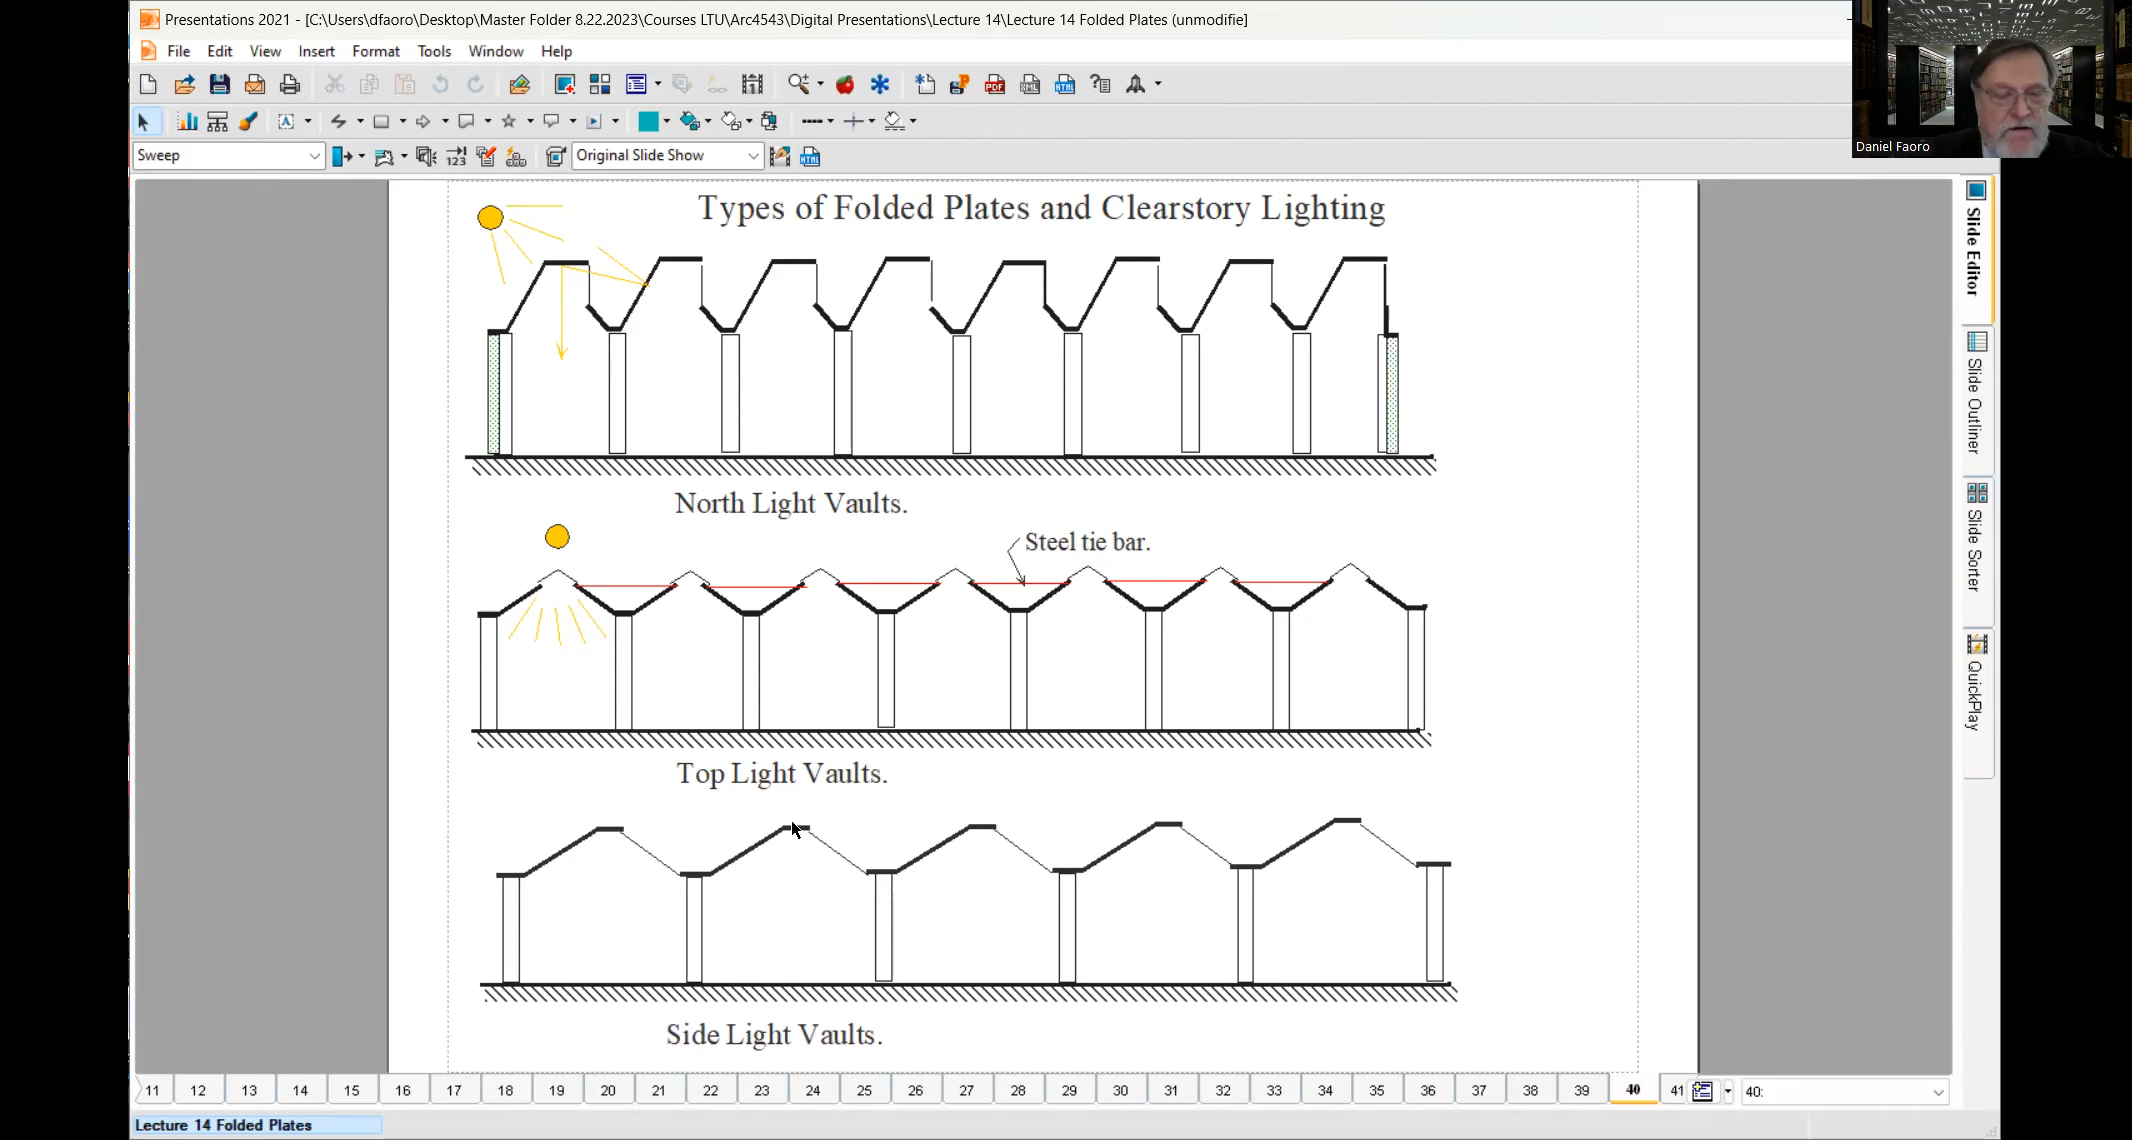 Presentations 2021 - [C:\Users\dfaoro\Desktop\Master Folder 8.22.2023\Courses LTU\Arc4543\Digital Presentations\Lecture 14\Lecture 14 Folded Plates (unmodifie]
File Edit View Insert Format Tools Window Help
Sweep
Original Slide Show
Daniel Faoro
Types of Folded Plates and Clearstory Lighting
North Light Vaults.
Steel tie bar.
Top Light Vaults.
Side Light Vaults.
Slide Editor
Slide Outliner
Slide Sorter
QuickPlay
11 12 13 14 15 16 17 18 19 20 21 22 23 24 25 26 27 28 29 30 31 32 33 34 35 36 37 38 39 40 41 40:
Lecture 14 Folded Plates